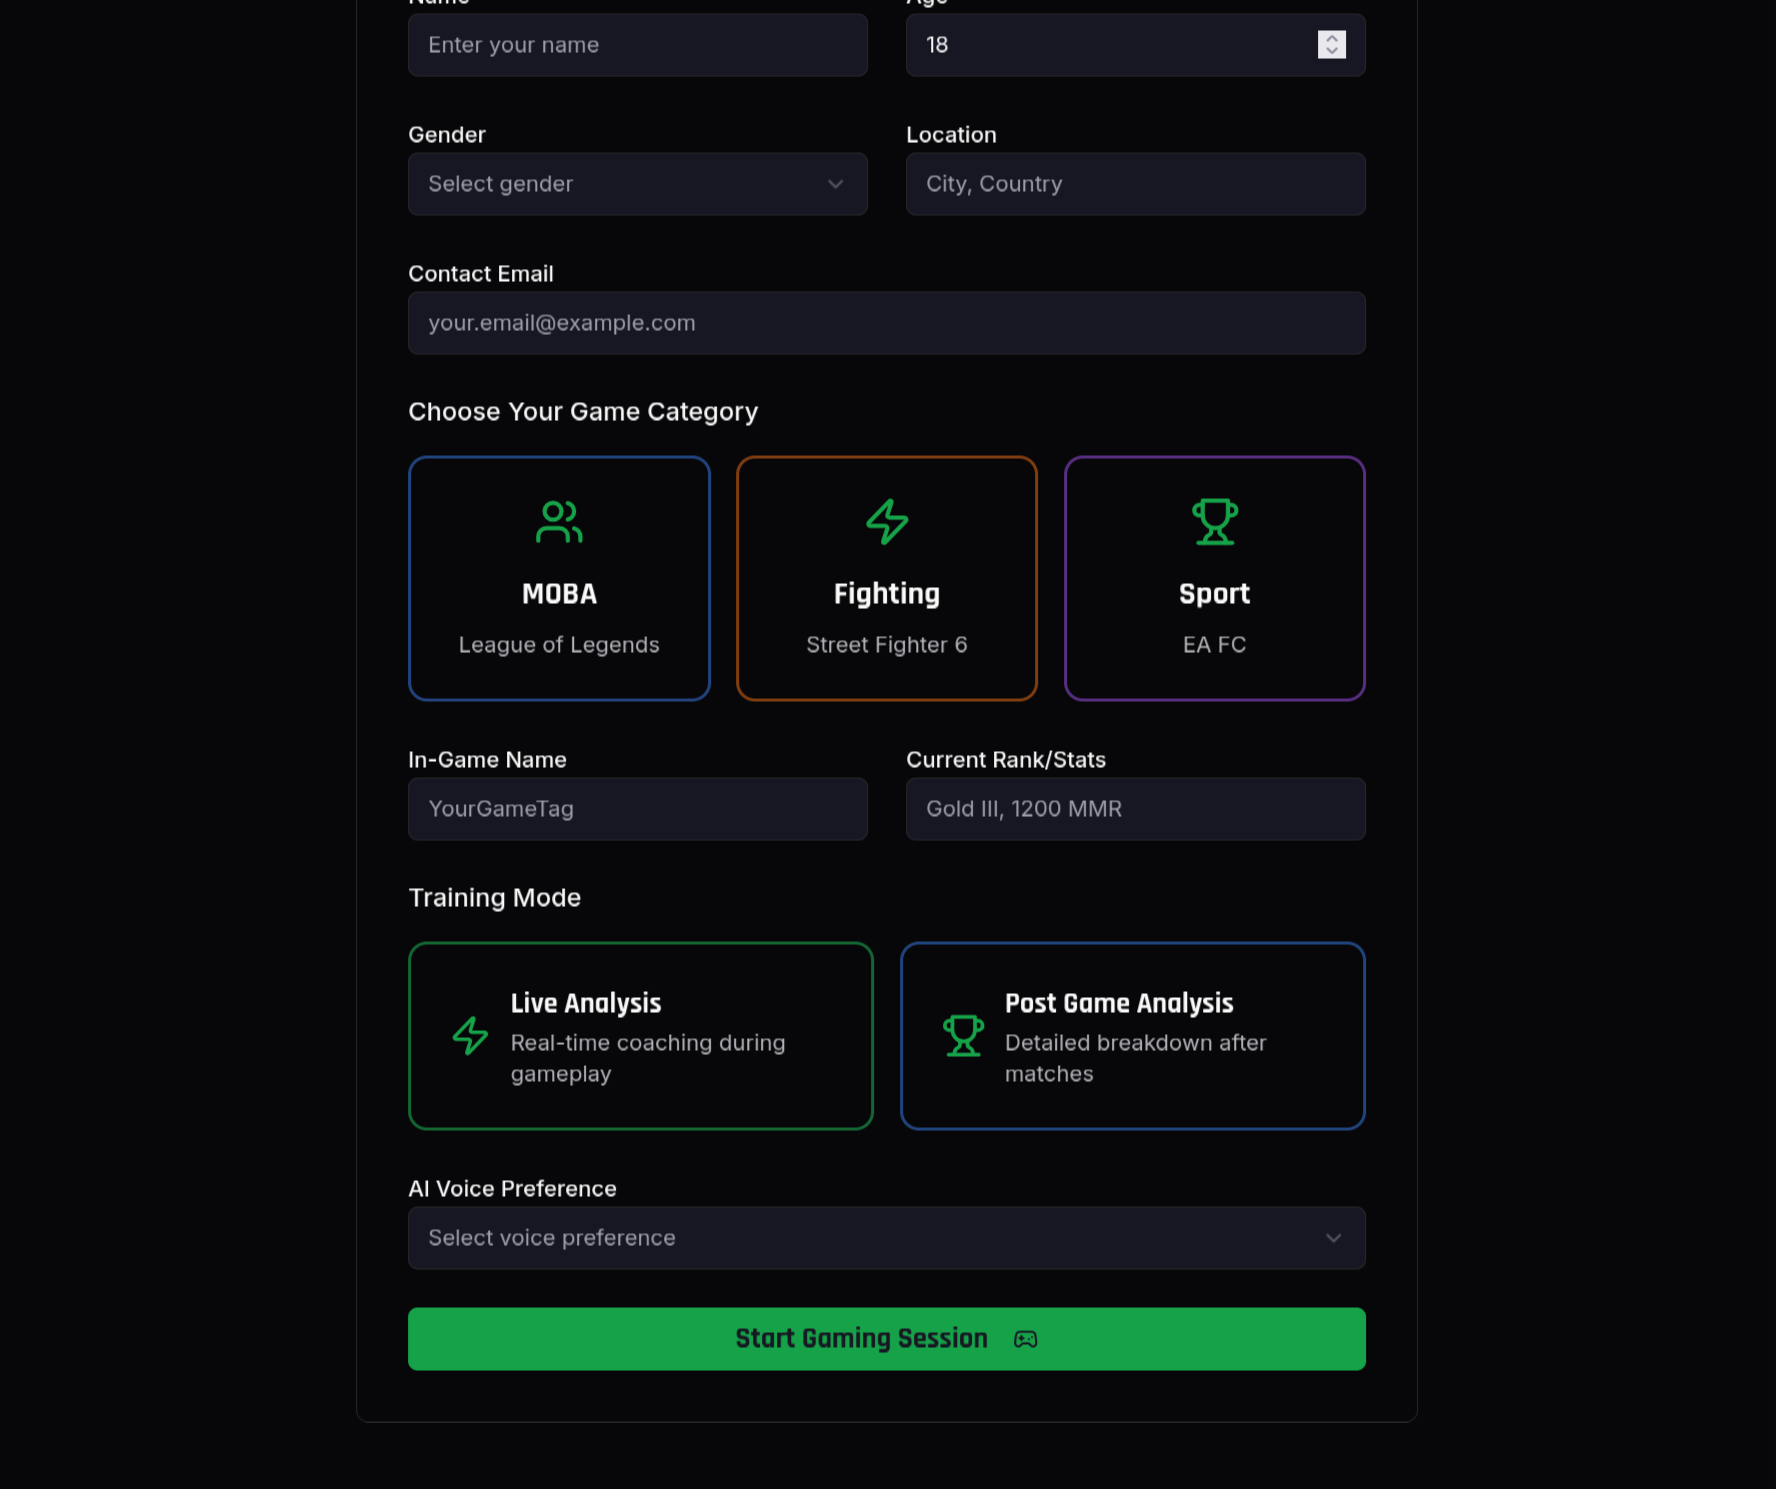 Name
Age
Enter your name
18
Gender
Location
Select gender
City, Country
Contact Email
your.email@example.com
Choose Your Game Category
MOBA
League of Legends
Fighting
Street Fighter 6
Sport
EA FC
In-Game Name
Current Rank/Stats
YourGameTag
Gold III, 1200 MMR
Training Mode
Live Analysis
Real-time coaching during
gameplay
Post Game Analysis
Detailed breakdown after
matches
AI Voice Preference
Select voice preference
Start Gaming Session